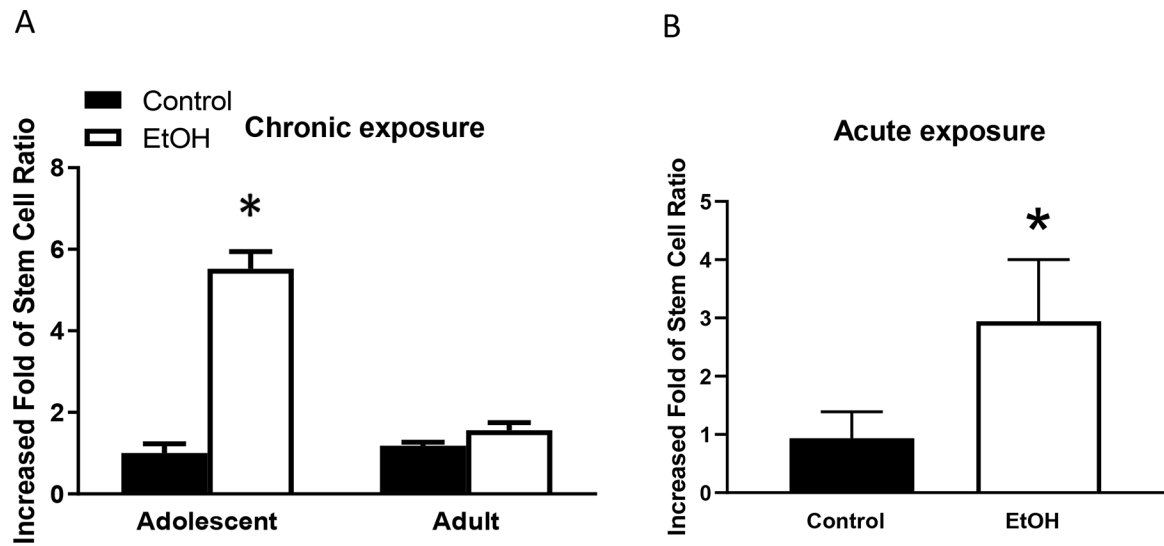 A
Control
EtOH
Chronic exposure
Increased Fold of Stem Cell Ratio
8
*
6
4
2
0
Adolescent
Adult
B
Acute exposure
Increased Fold of Stem Cell Ratio
5
*
4
3
2
1
0
Control
EtOH